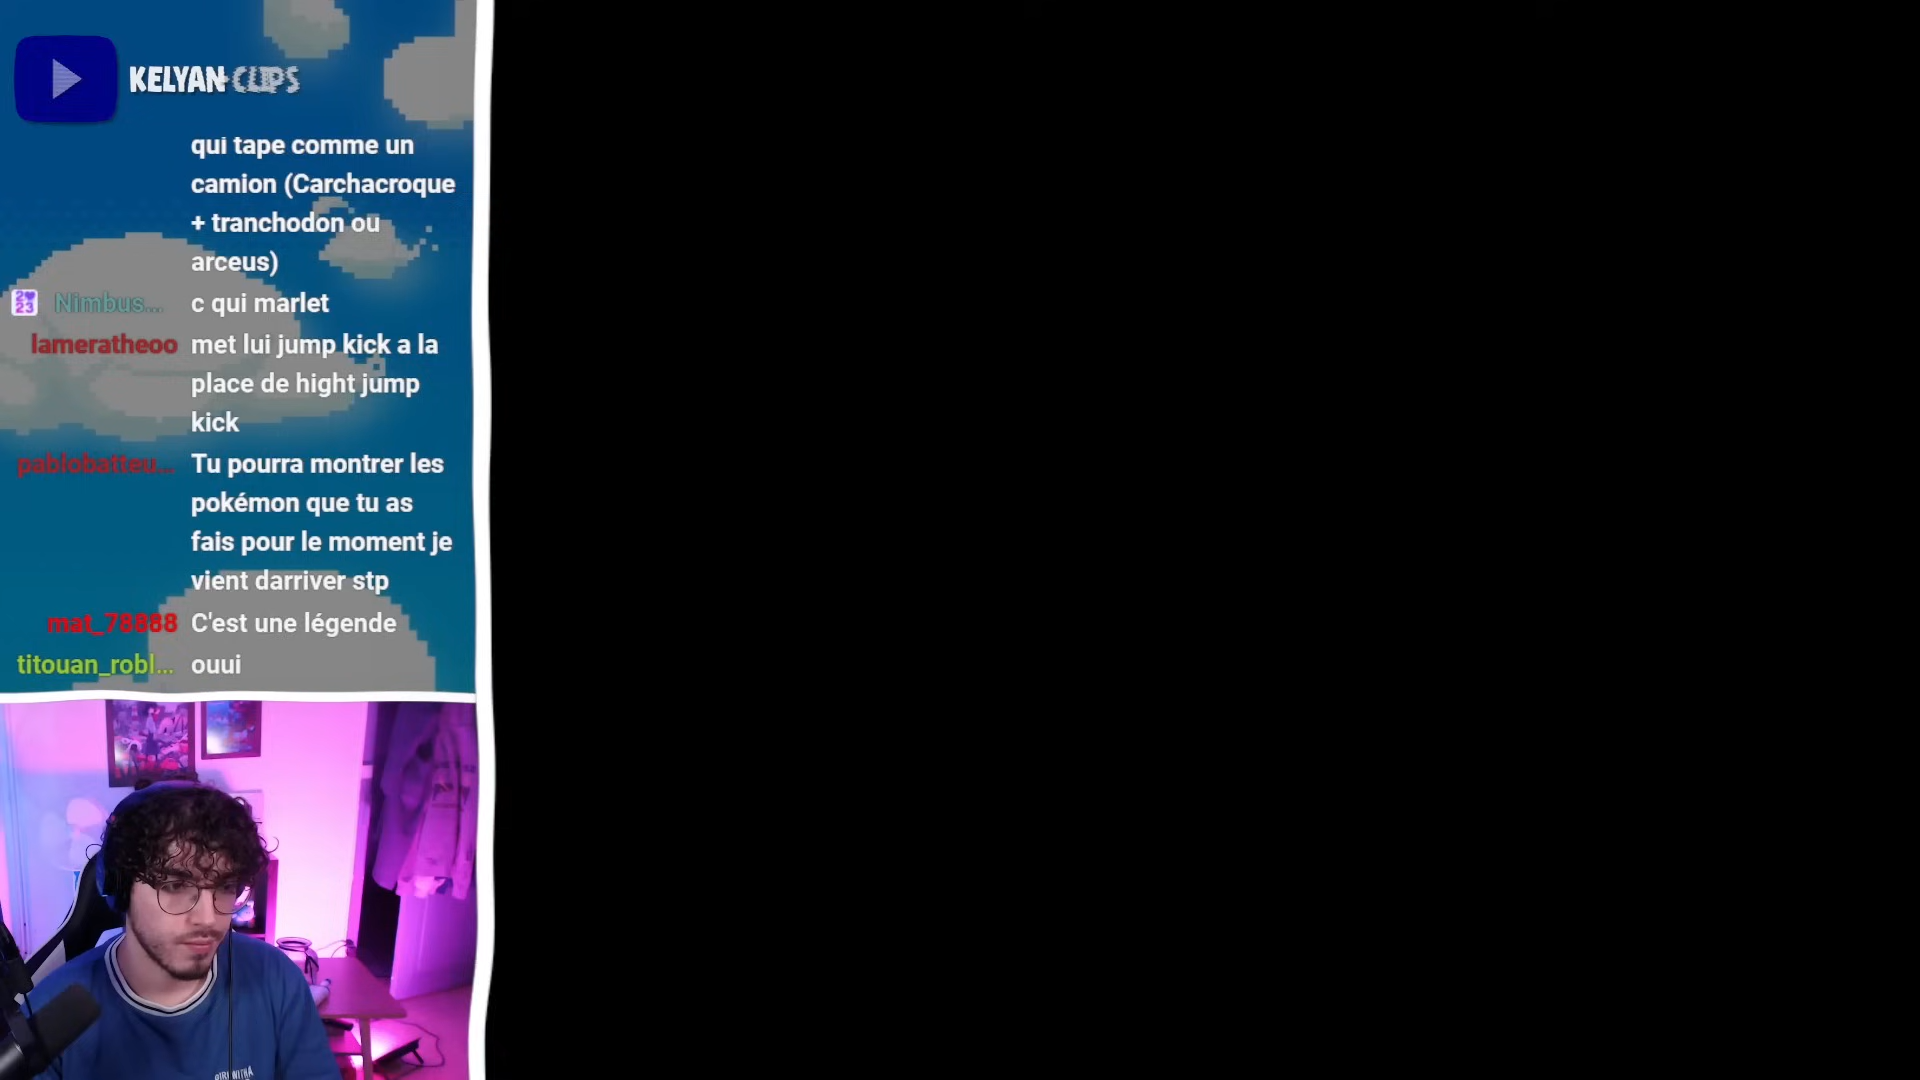 KELYAN CLIPS
qui tape comme un
camion (Carchacroque
+ tranchodon ou
arceus)
Nimbus... c qui marlet
lameratheoo met lui jump kick a la
place de hight jump
kick
pablobatteu... Tu pourra montrer les
pokémon que tu as
fais pour le moment je
vient darriver stp
mat_78888 C'est une légende
titouan_robl... ouui